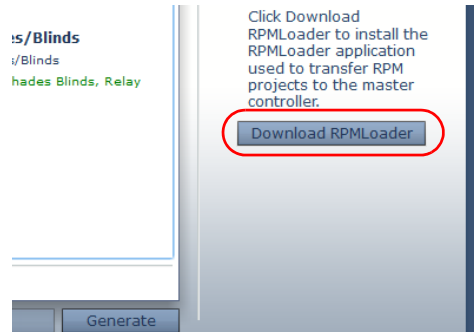 es/Blinds
s/Blinds
hades Blinds, Relay
Click Download
RPMLoader to install the
RPMLoader application
used to transfer RPM
projects to the master
controller.
Download RPMLoader
Generate